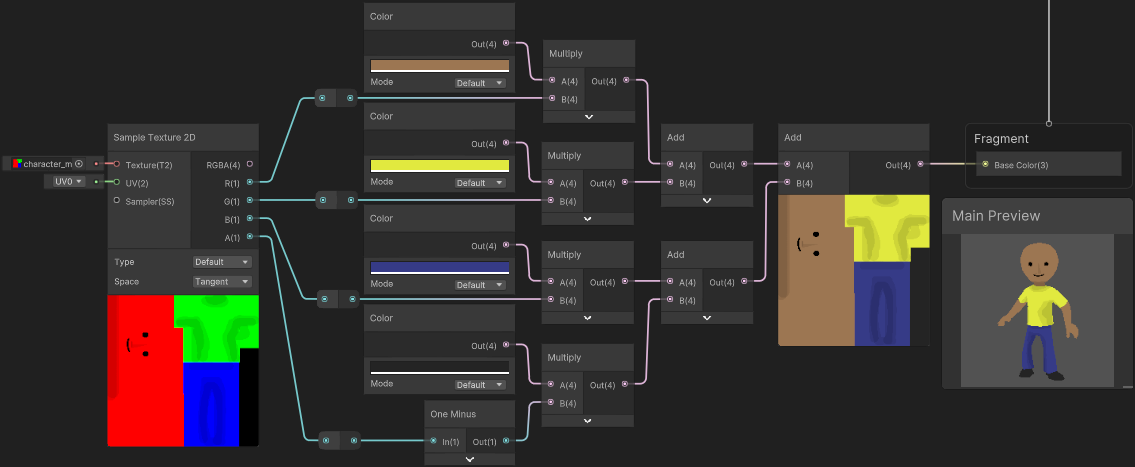 Color
Out(4)
Mode
Default
Multiply
A(4)
Out(4)
B(4)
Color
Out(4)
Mode
Default
Multiply
A(4)
Out(4)
B(4)
Sample Texture 2D
character_m
Texture(T2)
RGBA(4)
UV0
UV(2)
R(1)
Sampler(SS)
G(1)
B(1)
A(1)
Type
Default
Space
Tangent
Add
A(4)
Out(4)
B(4)
Add
A(4)
Out(4)
B(4)
Fragment
Base Color(3)
Main Preview
Color
Out(4)
Mode
Default
Multiply
A(4)
Out(4)
B(4)
Add
A(4)
Out(4)
B(4)
Color
Out(4)
Mode
Default
Multiply
A(4)
Out(4)
B(4)
One Minus
In(1)
Out(1)